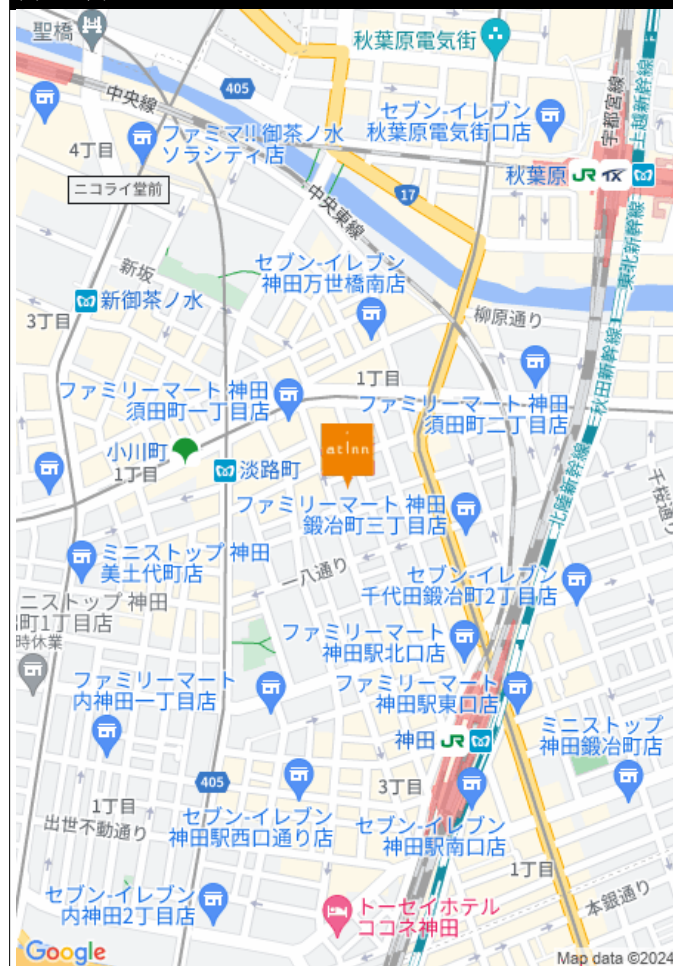 聖橋
秋葉原電気街
中央線
405
セブン-イレブン
秋葉原電気街口店
宇都宮線
上越新幹線
ファミマ!!御茶ノ水
ソラシティ店
4丁目
ニコライ堂前
秋葉原 JR TX
17
中央東線
東北新幹線
セブン-イレブン
神田万世橋南店
新坂
新御茶ノ水
3丁目
柳原通り
秋田新幹線
1丁目
ファミリーマート 神田
須田町一丁目店
ファミリーマート 神田
須田町二丁目店
atinn
小川町
1丁目
淡路町
北陸新幹線
千桜通り
ファミリーマート 神田
鍛冶町三丁目店
ミニストップ 神田
美土代町店
一八通り
セブン-イレブン
千代田鍛冶町2丁目店
ニストップ 神田
町1丁目店
時休業
ファミリーマート
神田駅北口店
ファミリーマート
内神田一丁目店
ファミリーマート
神田駅東口店
ミニストップ
神田鍛冶町店
神田 JR
405
3丁目
1丁目
出世不動通り
セブン-イレブン
神田駅西口通り店
セブン-イレブン
神田駅南口店
1丁目
本銀通り
セブン-イレブン
内神田2丁目店
トーセイホテル
ココネ神田
Google
Map data ©2024